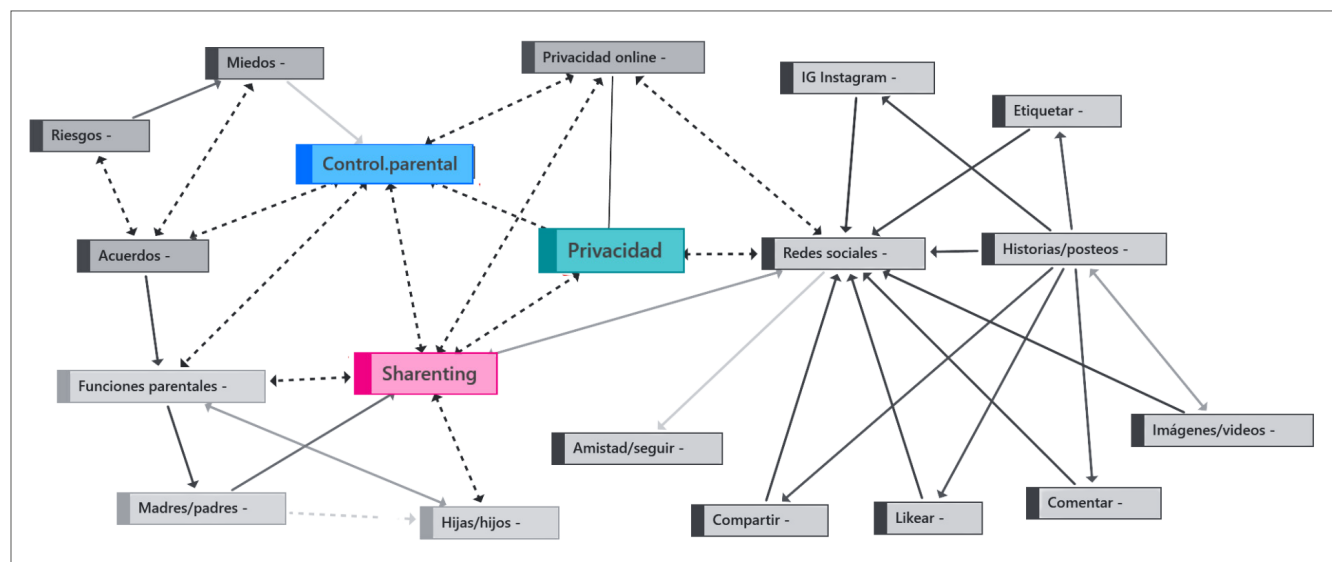 Miedos -
Privacidad online -
IG Instagram -
Etiquetar -
Riesgos -
Control.parental
Acuerdos -
Privacidad
Redes sociales -
Historias/posteos -
Funciones parentales -
Sharenting
Amistad/seguir -
Imágenes/videos -
Madres/padres -
Hijas/hijos -
Compartir -
Likear -
Comentar -